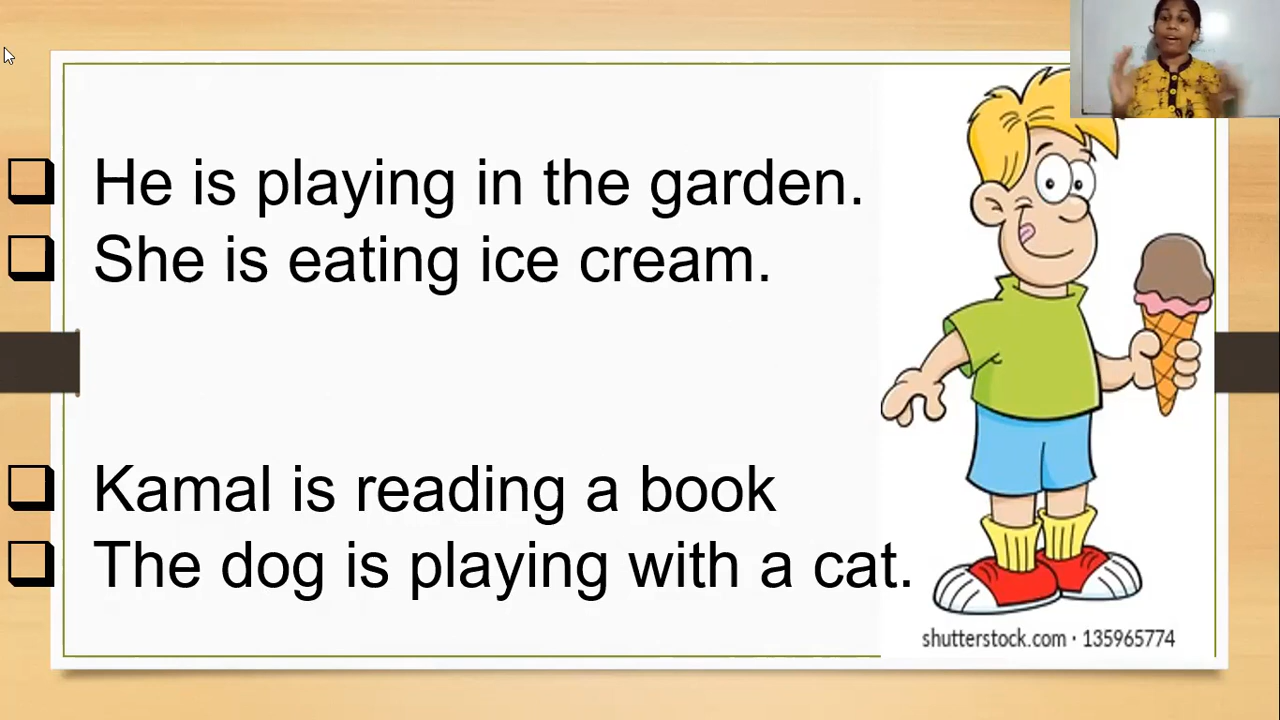 He is playing in the garden.
She is eating ice cream.
Kamal is reading a book
The dog is playing with a cat.
shutterstock.com · 135965774